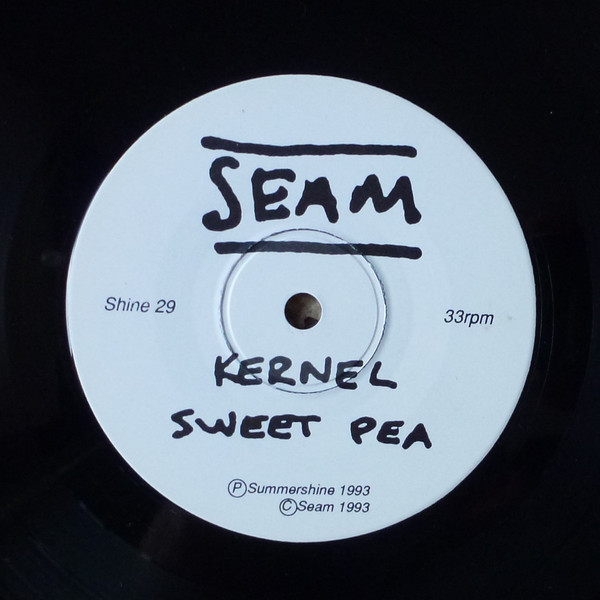 SEAM
Shine 29
33rpm
KERNEL
SWEET PEA
Ⓟ Summershine 1993
© Seam 1993